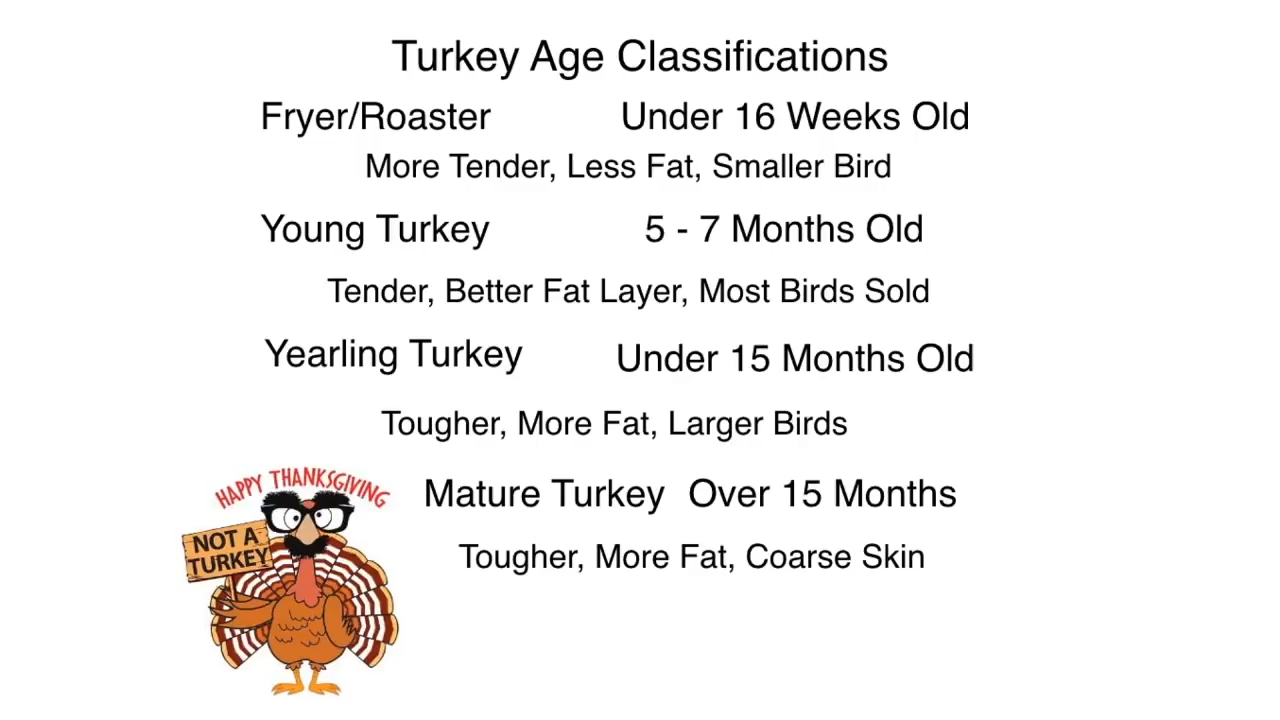 Turkey Age Classifications
Fryer/Roaster Under 16 Weeks Old
More Tender, Less Fat, Smaller Bird
Young Turkey 5 - 7 Months Old
Tender, Better Fat Layer, Most Birds Sold
Yearling Turkey Under 15 Months Old
Tougher, More Fat, Larger Birds
Mature Turkey Over 15 Months
Tougher, More Fat, Coarse Skin
HAPPY THANKSGIVING
NOT A
TURKEY